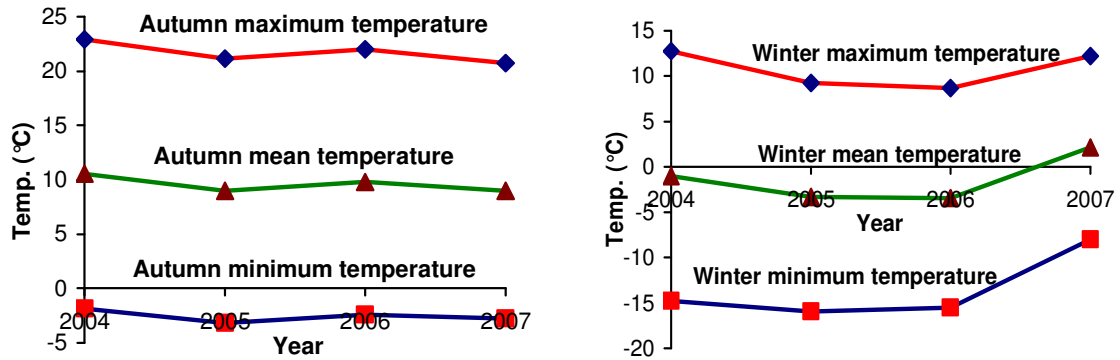 25
20
15
10
5
0
-5
Temp. (°C)
Autumn maximum temperature
Autumn mean temperature
Autumn minimum temperature
2004
2005
2006
2007
Year
15
10
5
0
-5
-10
-15
-20
Temp. (°C)
Winter maximum temperature
Winter mean temperature
2004
2005
2006
2007
Year
Winter minimum temperature